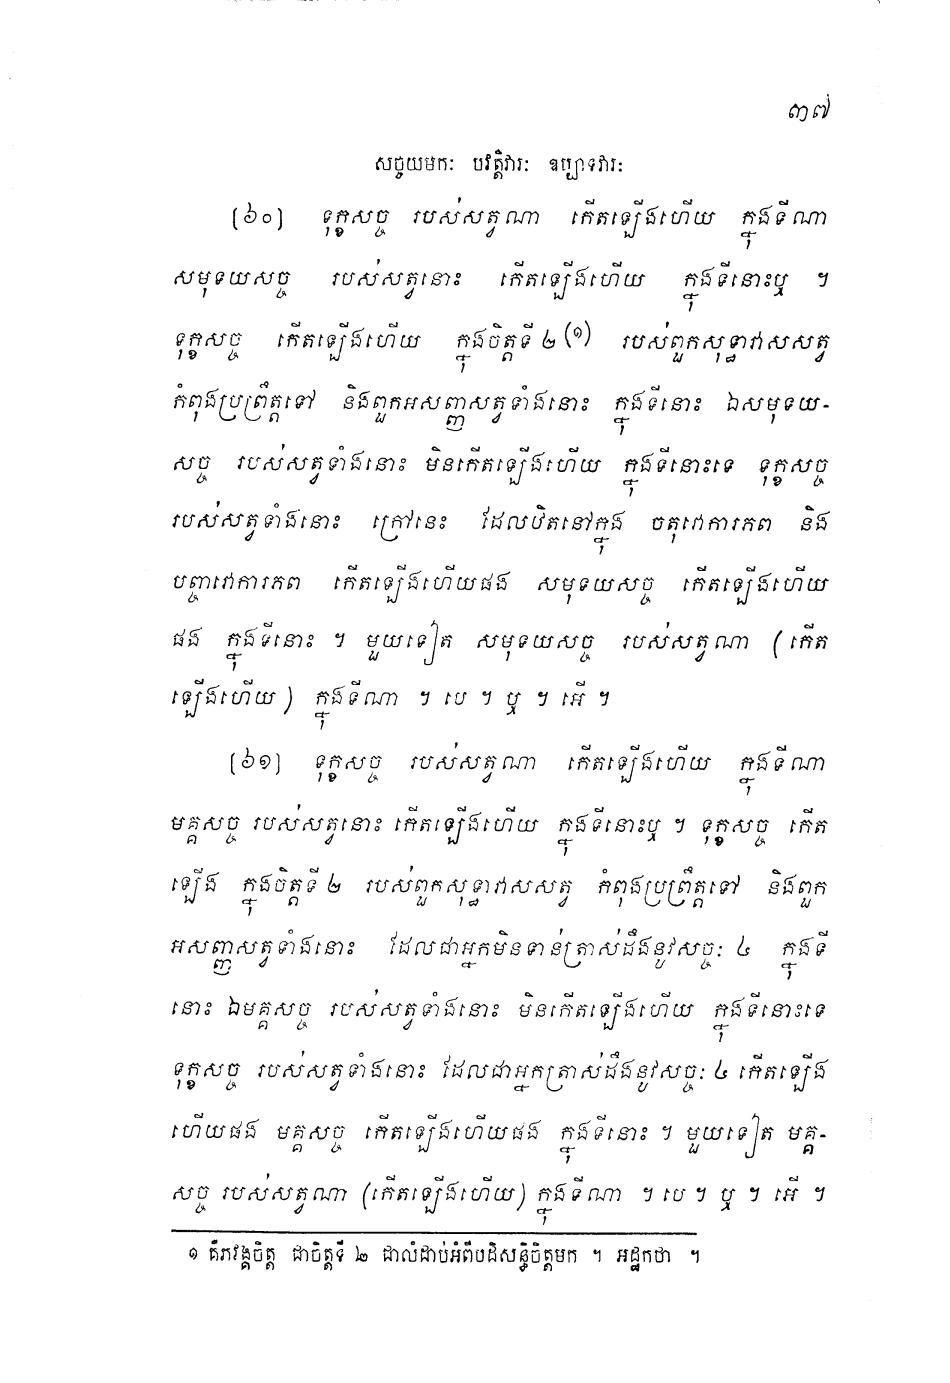 ៣៧
សច្ចយមកៈ បវត្តិវារៈ ឧប្បាទវារៈ
(៦០) ទុក្ខសច្ច របស់សត្វណា កើតឡើងហើយ ក្នុងទីណា
សមុទយសច្ច របស់សត្វនោះ កើតឡើងហើយ ក្នុងទីនោះឬ ។
ទុក្ខសច្ច កើតឡើងហើយ ក្នុងចិត្តទី ២ (១) របស់ពួកសុទ្ធាវាសសត្វ
កំពុងប្រព្រឹត្តទៅ និងពួកអសញ្ញសត្វទាំងនោះ ក្នុងទីនោះ ឯសមុទយ-
សច្ច របស់សត្វទាំងនោះ មិនកើតឡើងហើយ ក្នុងទីនោះទេ ទុក្ខសច្ច
របស់សត្វទាំងនោះ ក្រៅនេះ ដែលឋិតនៅក្នុង ចតុវោការភព និង
បញ្ចវោការភព កើតឡើងហើយផង សមុទយសច្ច កើតឡើងហើយ
ផង ក្នុងទីនោះ ។ មួយទៀត សមុទយសច្ច របស់សត្វណា (កើត
ឡើងហើយ) ក្នុងទីណា ។ បេ ។ ឬ ។ អើ ។
(៦១) ទុក្ខសច្ច របស់សត្វណា កើតឡើងហើយ ក្នុងទីណា
មគ្គសច្ច របស់សត្វនោះ កើតឡើងហើយ ក្នុងទីនោះឬ ។ ទុក្ខសច្ច កើត
ឡើង ក្នុងចិត្តទី ២ របស់ពួកសុទ្ធាវាសសត្វ កំពុងប្រព្រឹត្តទៅ និងពួក
អសញ្ញសត្វទាំងនោះ ដែលជាអ្នកមិនទាន់ត្រាស់ដឹងនូវសច្ចៈ ៤ ក្នុងទី
នោះ ឯមគ្គសច្ច របស់សត្វទាំងនោះ មិនកើតឡើងហើយ ក្នុងទីនោះទេ
ទុក្ខសច្ច របស់សត្វទាំងនោះ ដែលជាអ្នកត្រាស់ដឹងនូវសច្ចៈ ៤ កើតឡើង
ហើយផង មគ្គសច្ច កើតឡើងហើយផង ក្នុងទីនោះ ។ មួយទៀត មគ្គ-
សច្ច របស់សត្វណា (កើតឡើងហើយ) ក្នុងទីណា ។ បេ ។ ឬ ។ អើ ។
១ គឺភវង្គចិត្ត ជាចិត្តទី ២ ជាលំដាប់អំពីបដិសន្ធិចិត្តមក ។ អដ្ឋកថា ។